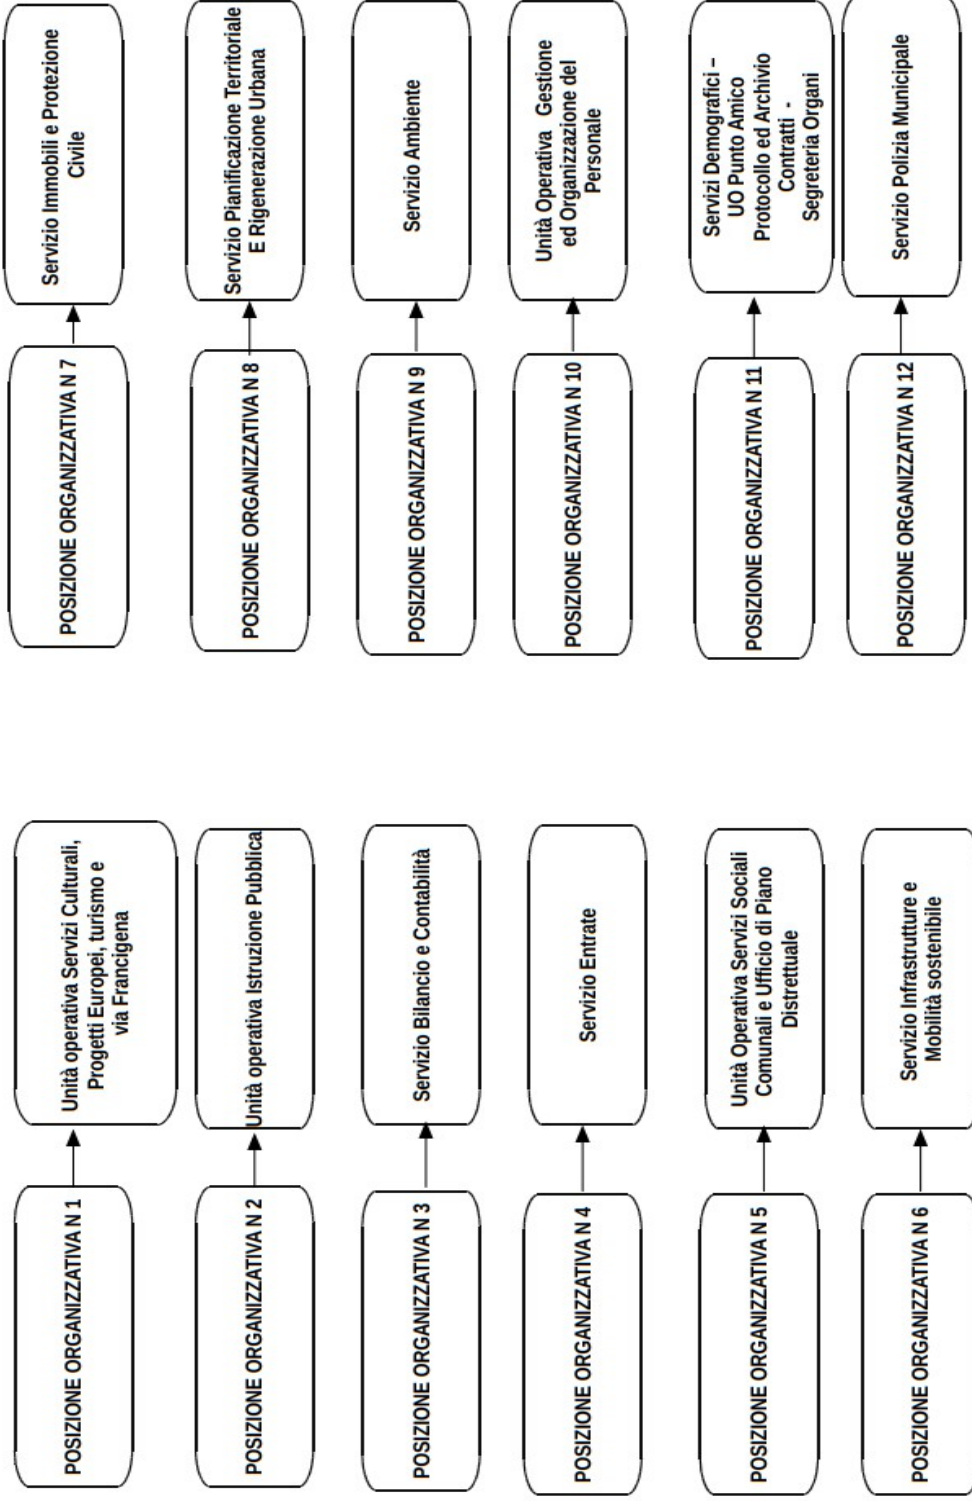 POSIZIONE ORGANIZZATIVA N 1
Unità operativa Servizi Culturali,
Progetti Europei, turismo e
via Francigena
POSIZIONE ORGANIZZATIVA N 2
Unità operativa Istruzione Pubblica
POSIZIONE ORGANIZZATIVA N 3
Servizio Bilancio e Contabilità
POSIZIONE ORGANIZZATIVA N 4
Servizio Entrate
POSIZIONE ORGANIZZATIVA N 5
Unità Operativa Servizi Sociali
Comunali e Ufficio di Piano
Distrettuale
POSIZIONE ORGANIZZATIVA N 6
Servizio Infrastrutture e
Mobilità sostenibile
POSIZIONE ORGANIZZATIVA N 7
Servizio Immobili e Protezione
Civile
POSIZIONE ORGANIZZATIVA N 8
Servizio Pianificazione Territoriale
E Rigenerazione Urbana
POSIZIONE ORGANIZZATIVA N 9
Servizio Ambiente
POSIZIONE ORGANIZZATIVA N 10
Unità Operativa Gestione
ed Organizzazione del
Personale
POSIZIONE ORGANIZZATIVA N 11
Servizi Demografici –
UO Punto Amico
Protocollo ed Archivio
Contratti -
Segreteria Organi
POSIZIONE ORGANIZZATIVA N 12
Servizio Polizia Municipale